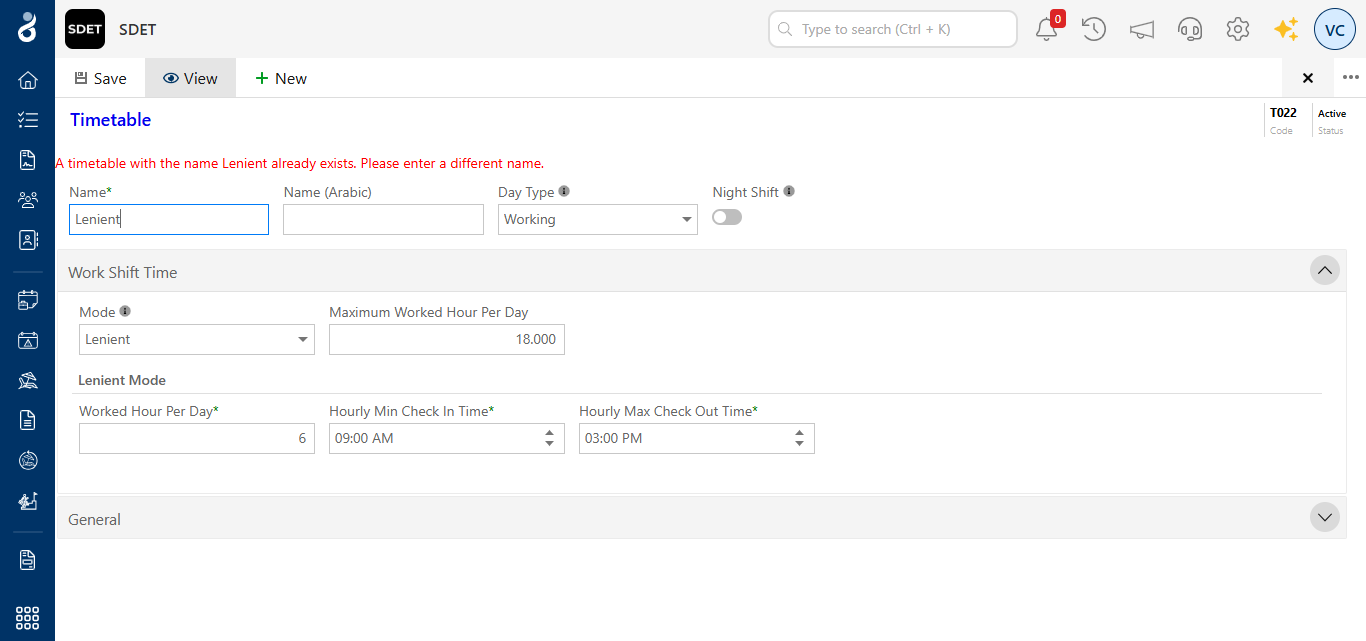 SDET SDET Type to search (Ctrl + K) 0 VC
Save View New
Timetable T022 Active
Code Status
A timetable with the name Lenient already exists. Please enter a different name.
Name* Name (Arabic) Day Type Night Shift
Lenient Working
Work Shift Time
Mode Maximum Worked Hour Per Day
Lenient 18.000
Lenient Mode
Worked Hour Per Day* Hourly Min Check In Time* Hourly Max Check Out Time*
6 09:00 AM 03:00 PM
General